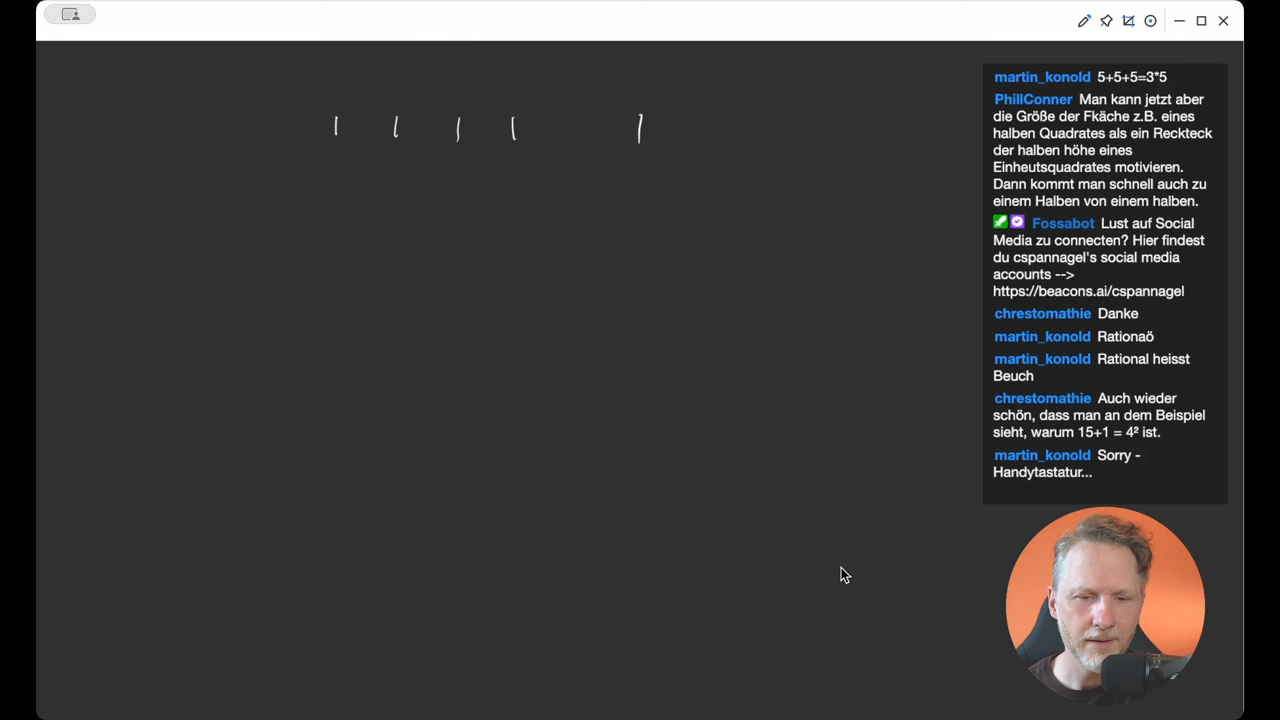 | | | | |
martin_konold 5+5+5=3*5
PhillConner Man kann jetzt aber
die Größe der Fkäche z.B. eines
halben Quadrates als ein Reckteck
der halben höhe eines
Einheutsquadrates motivieren.
Dann kommt man schnell auch zu
einem Halben von einem halben.
Fossabot Lust auf Social
Media zu connecten? Hier findest
du cspannagel's social media
accounts -->
https://beacons.ai/cspannagel
chrestomathie Danke
martin_konold Rationaö
martin_konold Rational heisst
Beuch
chrestomathie Auch wieder
schön, dass man an dem Beispiel
sieht, warum 15+1 = 4² ist.
martin_konold Sorry -
Handytastatur...